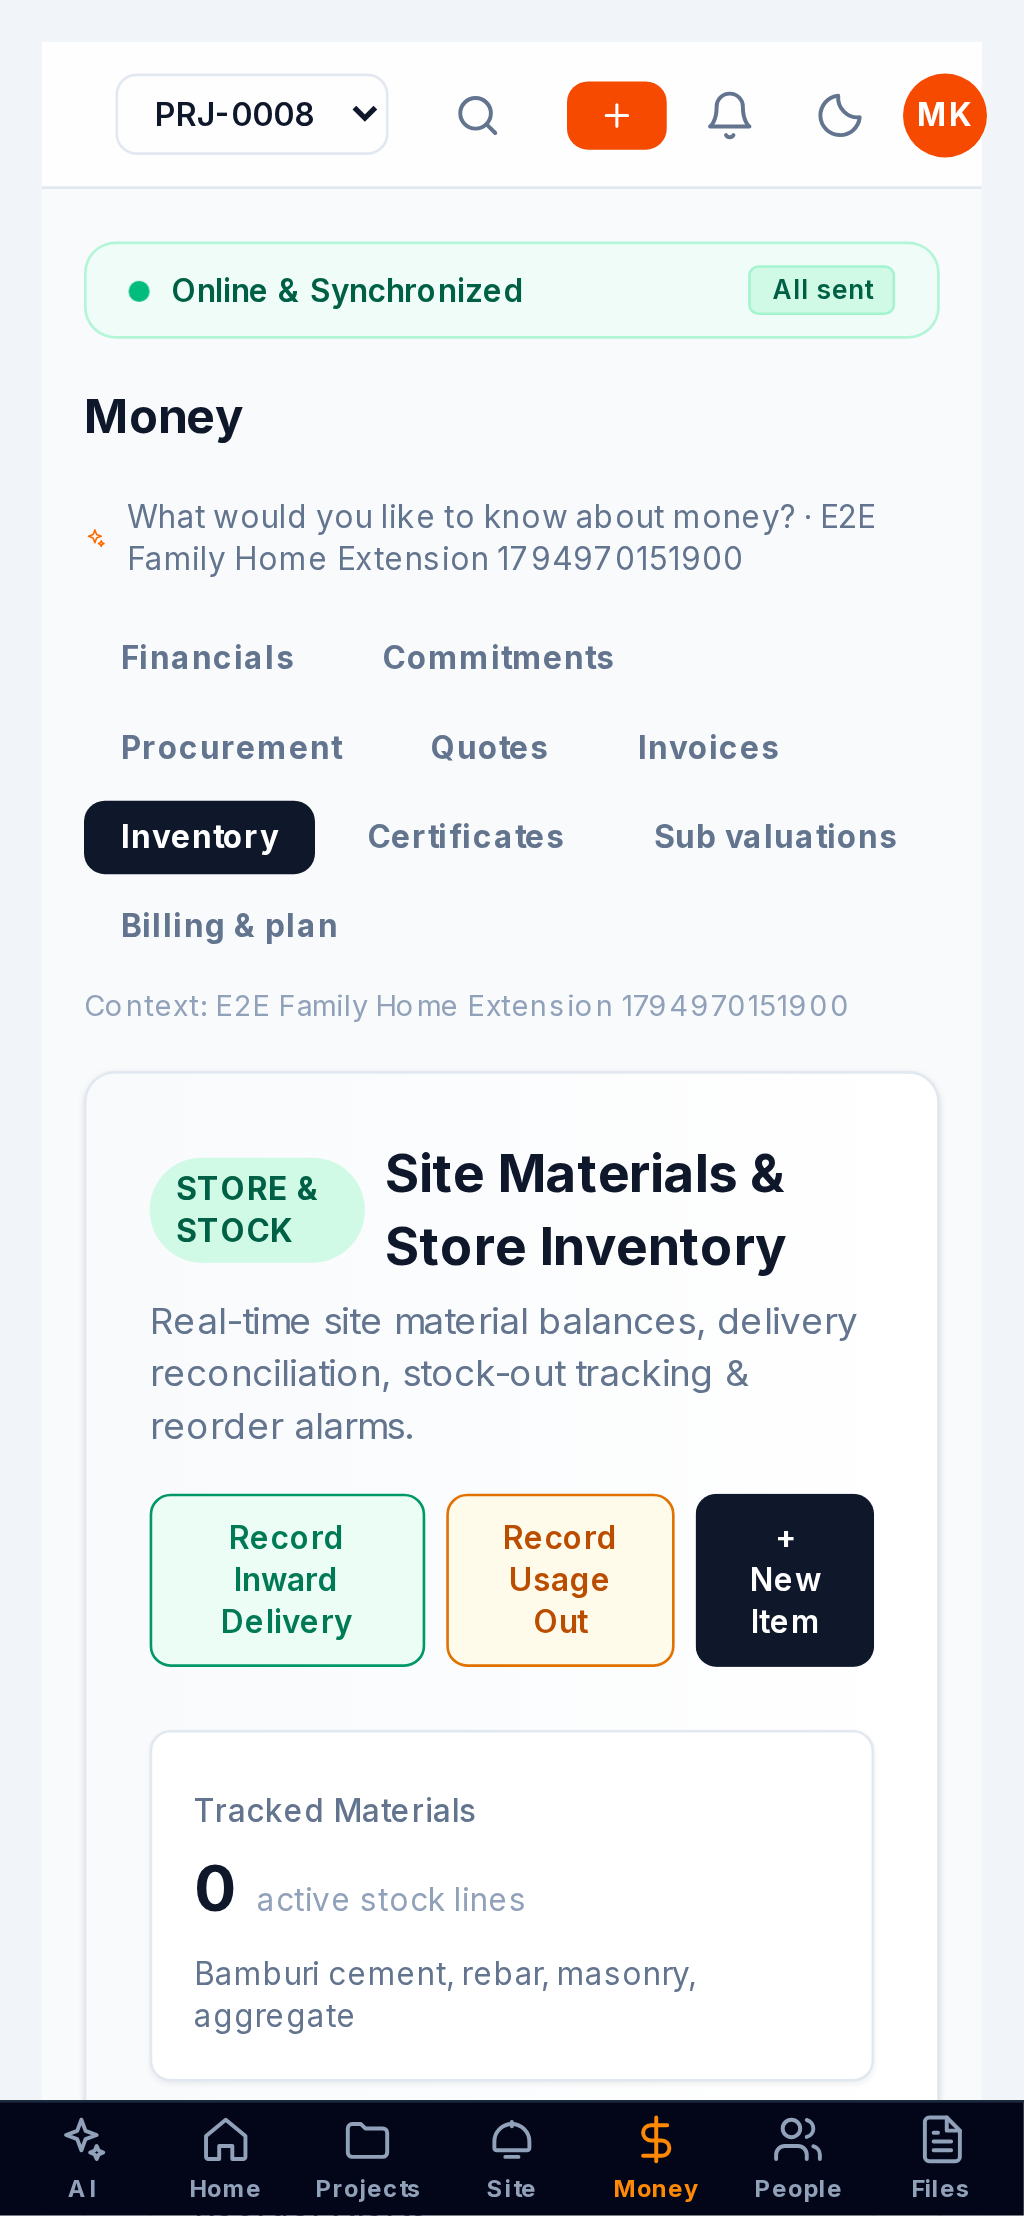 PRJ-0008
MK
Online & Synchronized
All sent
Money
What would you like to know about money? · E2E
Family Home Extension 1794970151900
Financials
Commitments
Procurement
Quotes
Invoices
Inventory
Certificates
Sub valuations
Billing & plan
Context: E2E Family Home Extension 1794970151900
STORE &
STOCK
Site Materials &
Store Inventory
Real-time site material balances, delivery
reconciliation, stock-out tracking &
reorder alarms.
Record
Inward
Delivery
Record
Usage
Out
+
New
Item
Tracked Materials
0 active stock lines
Bamburi cement, rebar, masonry,
aggregate
AI
Home
Projects
Site
Money
People
Files